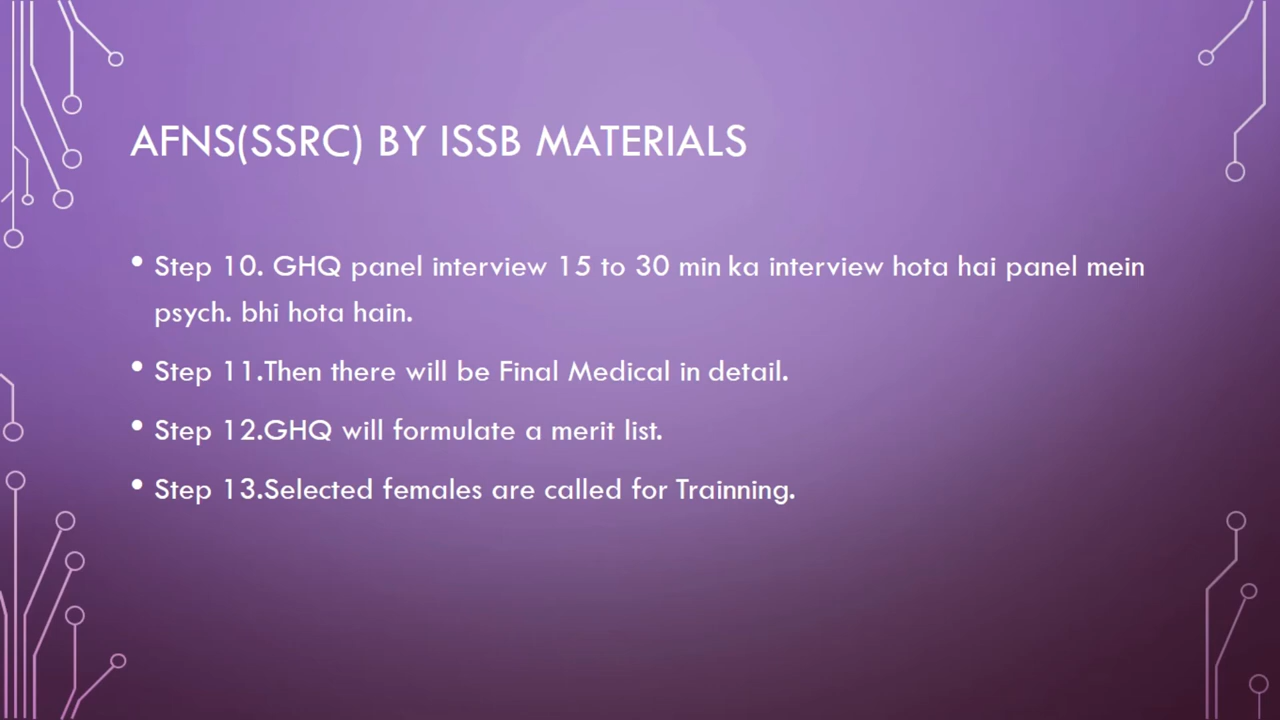 AFNS(SSRC) BY ISSB MATERIALS
• Step 10. GHQ panel interview 15 to 30 min ka interview hota hai panel mein
psych. bhi hota hain.
• Step 11.Then there will be Final Medical in detail.
• Step 12.GHQ will formulate a merit list.
• Step 13.Selected females are called for Trainning.